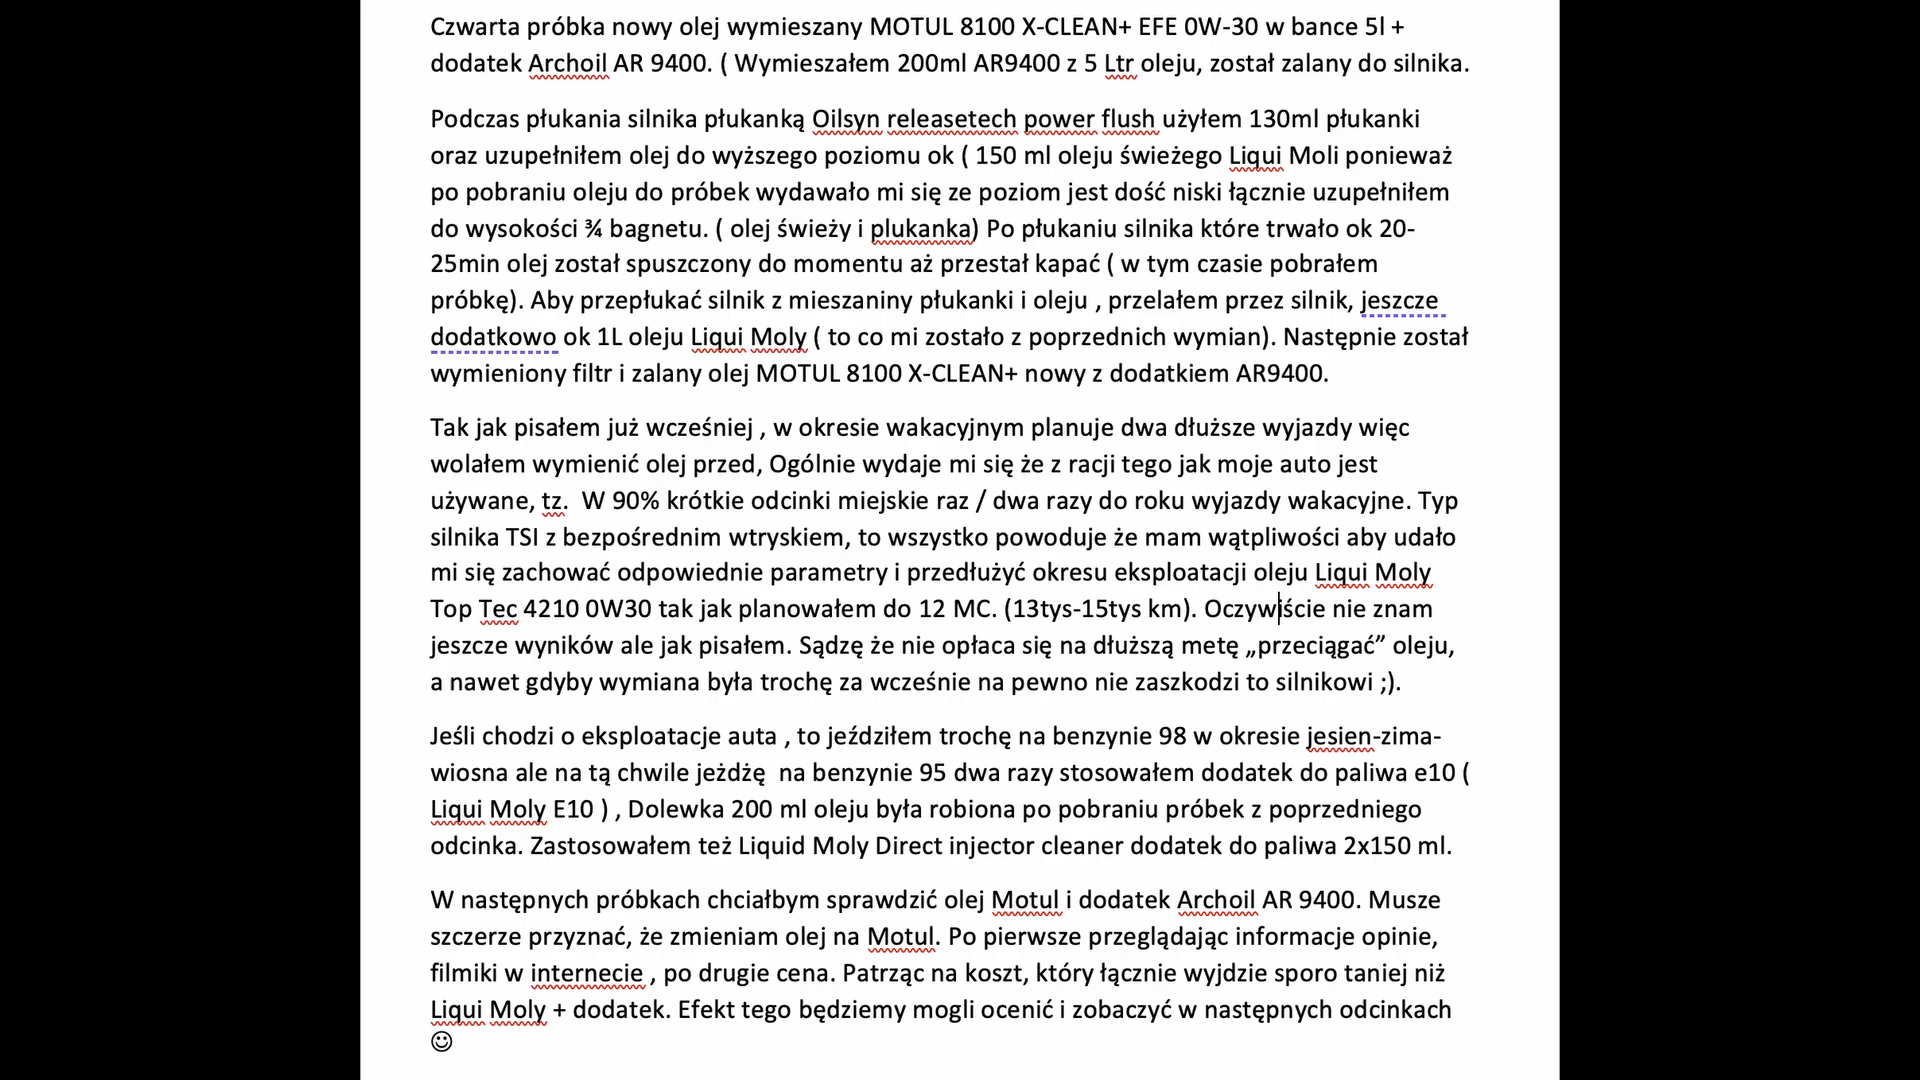 Czwarta próbka nowy olej wymieszany MOTUL 8100 X-CLEAN+ EFE 0W-30 w bance 5l +
dodatek Archoil AR 9400. ( Wymieszałem 200ml AR9400 z 5 Ltr oleju, został zalany do silnika.
Podczas płukania silnika płukanką Oilsyn releasetech power flush użyłem 130ml płukanki
oraz uzupełniłem olej do wyższego poziomu ok ( 150 ml oleju świeżego Liqui Moli ponieważ
po pobraniu oleju do próbek wydawało mi się ze poziom jest dość niski łącznie uzupełniłem
do wysokości ¾ bagnetu. ( olej świeży i plukanka) Po płukaniu silnika które trwało ok 20-
25min olej został spuszczony do momentu aż przestał kapać ( w tym czasie pobrałem
próbkę). Aby przepłukać silnik z mieszaniny płukanki i oleju , przelałem przez silnik, jeszcze
dodatkowo ok 1L oleju Liqui Moly ( to co mi zostało z poprzednich wymian). Następnie został
wymieniony filtr i zalany olej MOTUL 8100 X-CLEAN+ nowy z dodatkiem AR9400.
Tak jak pisałem już wcześniej , w okresie wakacyjnym planuje dwa dłuższe wyjazdy więc
wolałem wymienić olej przed, Ogólnie wydaje mi się że z racji tego jak moje auto jest
używane, tz.  W 90% krótkie odcinki miejskie raz / dwa razy do roku wyjazdy wakacyjne. Typ
silnika TSI z bezpośrednim wtryskiem, to wszystko powoduje że mam wątpliwości aby udało
mi się zachować odpowiednie parametry i przedłużyć okresu eksploatacji oleju Liqui Moly
Top Tec 4210 0W30 tak jak planowałem do 12 MC. (13tys-15tys km). Oczywiście nie znam
jeszcze wyników ale jak pisałem. Sądzę że nie opłaca się na dłuższą metę „przeciągać” oleju,
a nawet gdyby wymiana była trochę za wcześnie na pewno nie zaszkodzi to silnikowi ;).
Jeśli chodzi o eksploatacje auta , to jeździłem trochę na benzynie 98 w okresie jesien-zima-
wiosna ale na tą chwile jeżdżę  na benzynie 95 dwa razy stosowałem dodatek do paliwa e10 (
Liqui Moly E10 ) , Dolewka 200 ml oleju była robiona po pobraniu próbek z poprzedniego
odcinka. Zastosowałem też Liquid Moly Direct injector cleaner dodatek do paliwa 2x150 ml.
W następnych próbkach chciałbym sprawdzić olej Motul i dodatek Archoil AR 9400. Musze
szczerze przyznać, że zmieniam olej na Motul. Po pierwsze przeglądając informacje opinie,
filmiki w internecie , po drugie cena. Patrząc na koszt, który łącznie wyjdzie sporo taniej niż
Liqui Moly + dodatek. Efekt tego będziemy mogli ocenić i zobaczyć w następnych odcinkach
☺